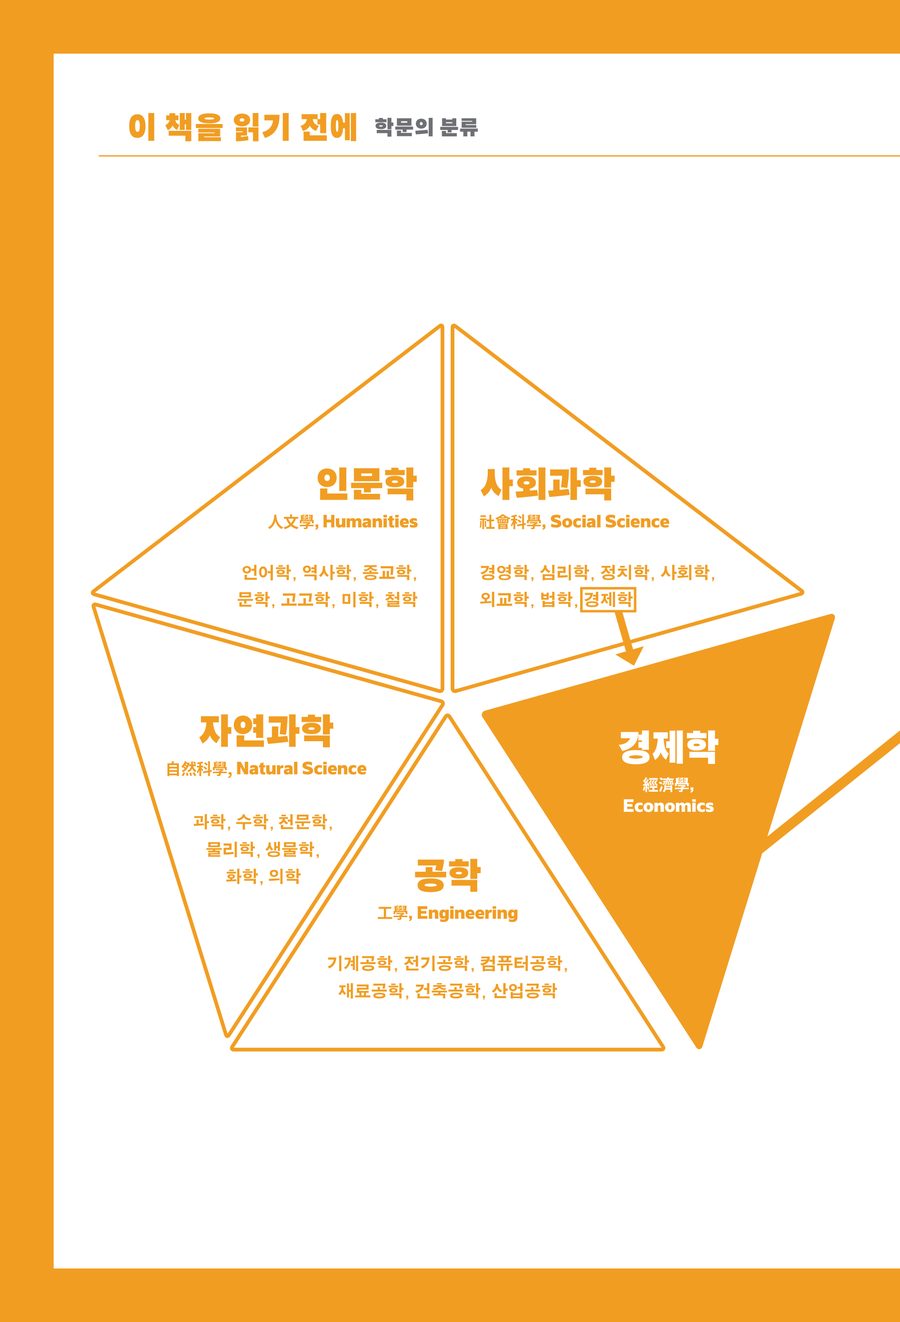 이 책을 읽기 전에 학문의 분류
인문학
人文學, Humanities
언어학, 역사학, 종교학,
문학, 고고학, 미학, 철학
사회과학
社會科學, Social Science
경영학, 심리학, 정치학, 사회학,
외교학, 법학, 경제학
자연과학
自然科學, Natural Science
과학, 수학, 천문학,
물리학, 생물학,
화학, 의학
공학
工學, Engineering
기계공학, 전기공학, 컴퓨터공학,
재료공학, 건축공학, 산업공학
경제학
經濟學,
Economics